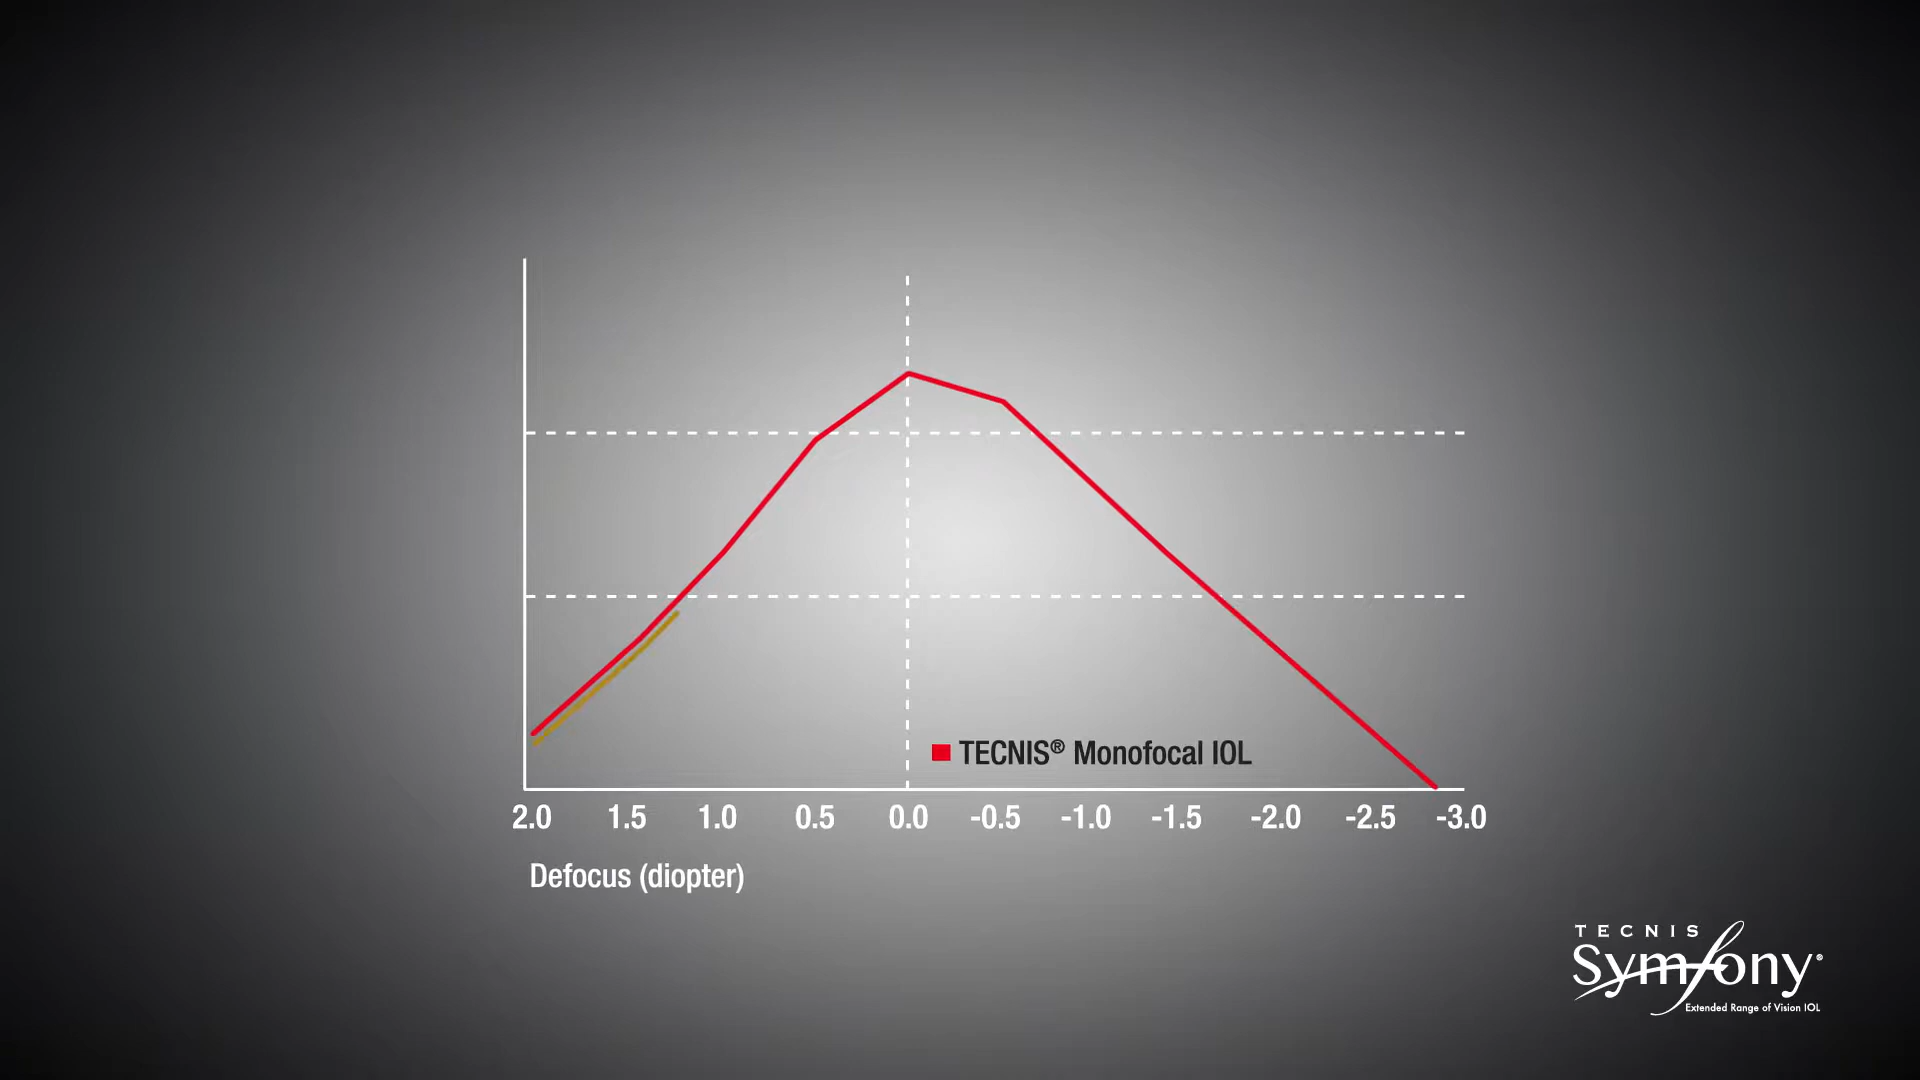 TECNIS® Monofocal IOL
2.0 1.5 1.0 0.5 0.0 -0.5 -1.0 -1.5 -2.0 -2.5 -3.0
Defocus (diopter)
TECNIS
Symfony®
Extended Range of Vision IOL